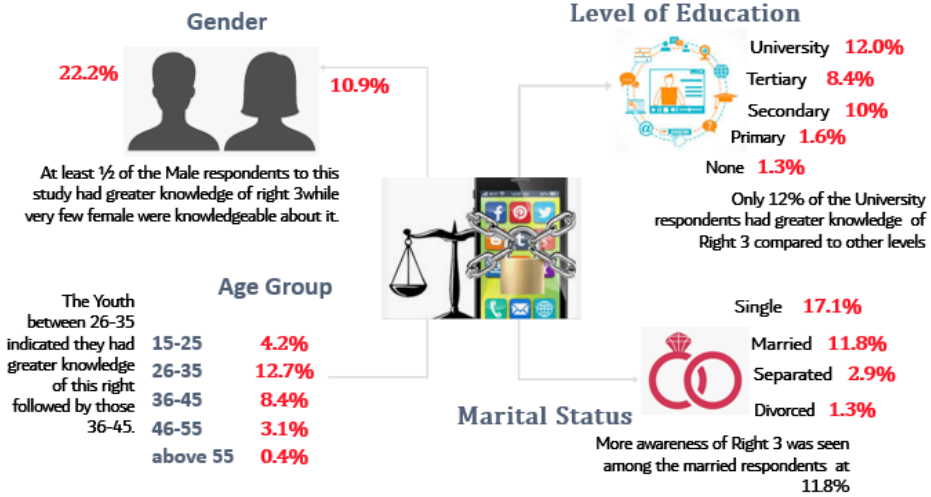 Gender
22.2%
10.9%
At least ½ of the Male respondents to this
study had greater knowledge of right 3while
very few female were knowledgeable about it.
Level of Education
University 12.0%
Tertiary 8.4%
Secondary 10%
Primary 1.6%
None 1.3%
Only 12% of the University
respondents had greater knowledge of
Right 3 compared to other levels
Age Group
The Youth
between 26-35
indicated they had
greater knowledge
of this right
followed by those
36-45.
15-25 4.2%
26-35 12.7%
36-45 8.4%
46-55 3.1%
above 55 0.4%
Marital Status
Single 17.1%
Married 11.8%
Separated 2.9%
Divorced 1.3%
More awareness of Right 3 was seen
among the married respondents at
11.8%